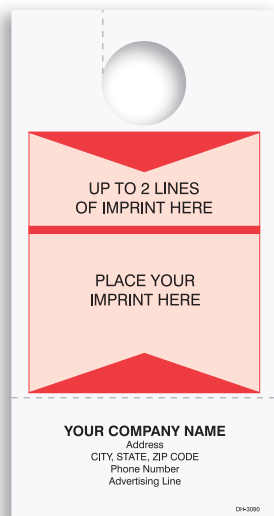 UP TO 2 LINES
OF IMPRINT HERE
PLACE YOUR
IMPRINT HERE
YOUR COMPANY NAME
Address
CITY, STATE, ZIP CODE
Phone Number
Advertising Line
DH-3090